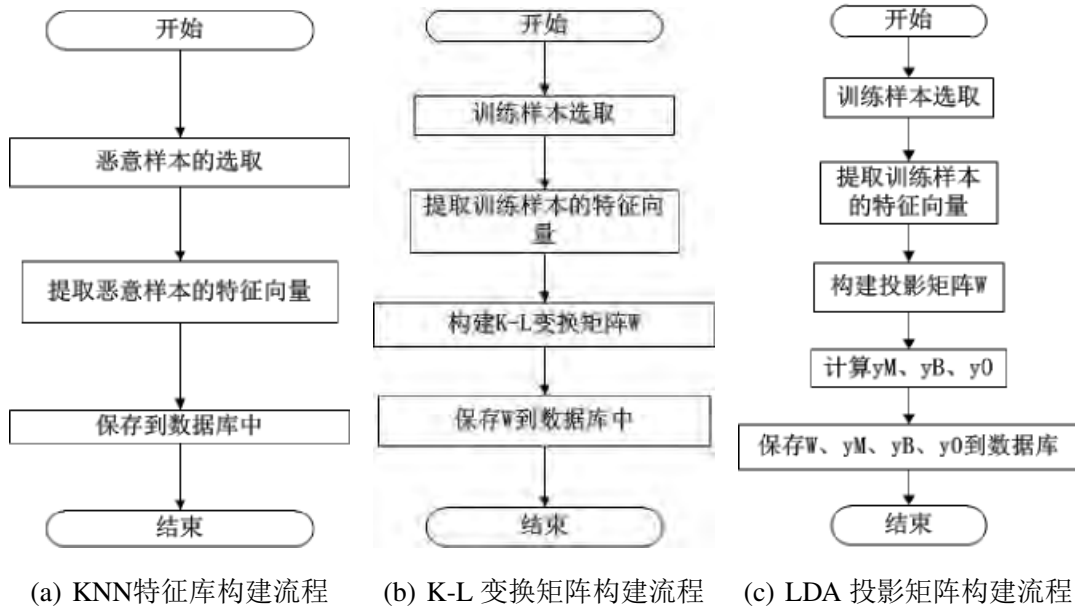 开始
恶意样本的选取
提取恶意样本的特征向量
保存到数据库中
结束
(a) KNN特征库构建流程
开始
训练样本选取
提取训练样本的特征向
量
构建K-L变换矩阵W
保存W到数据库中
结束
(b) K-L 变换矩阵构建流程
开始
训练样本选取
提取训练样本
的特征向量
构建投影矩阵W
计算yM、yB、y0
保存W、yM、yB、y0到数据库
结束
(c) LDA 投影矩阵构建流程